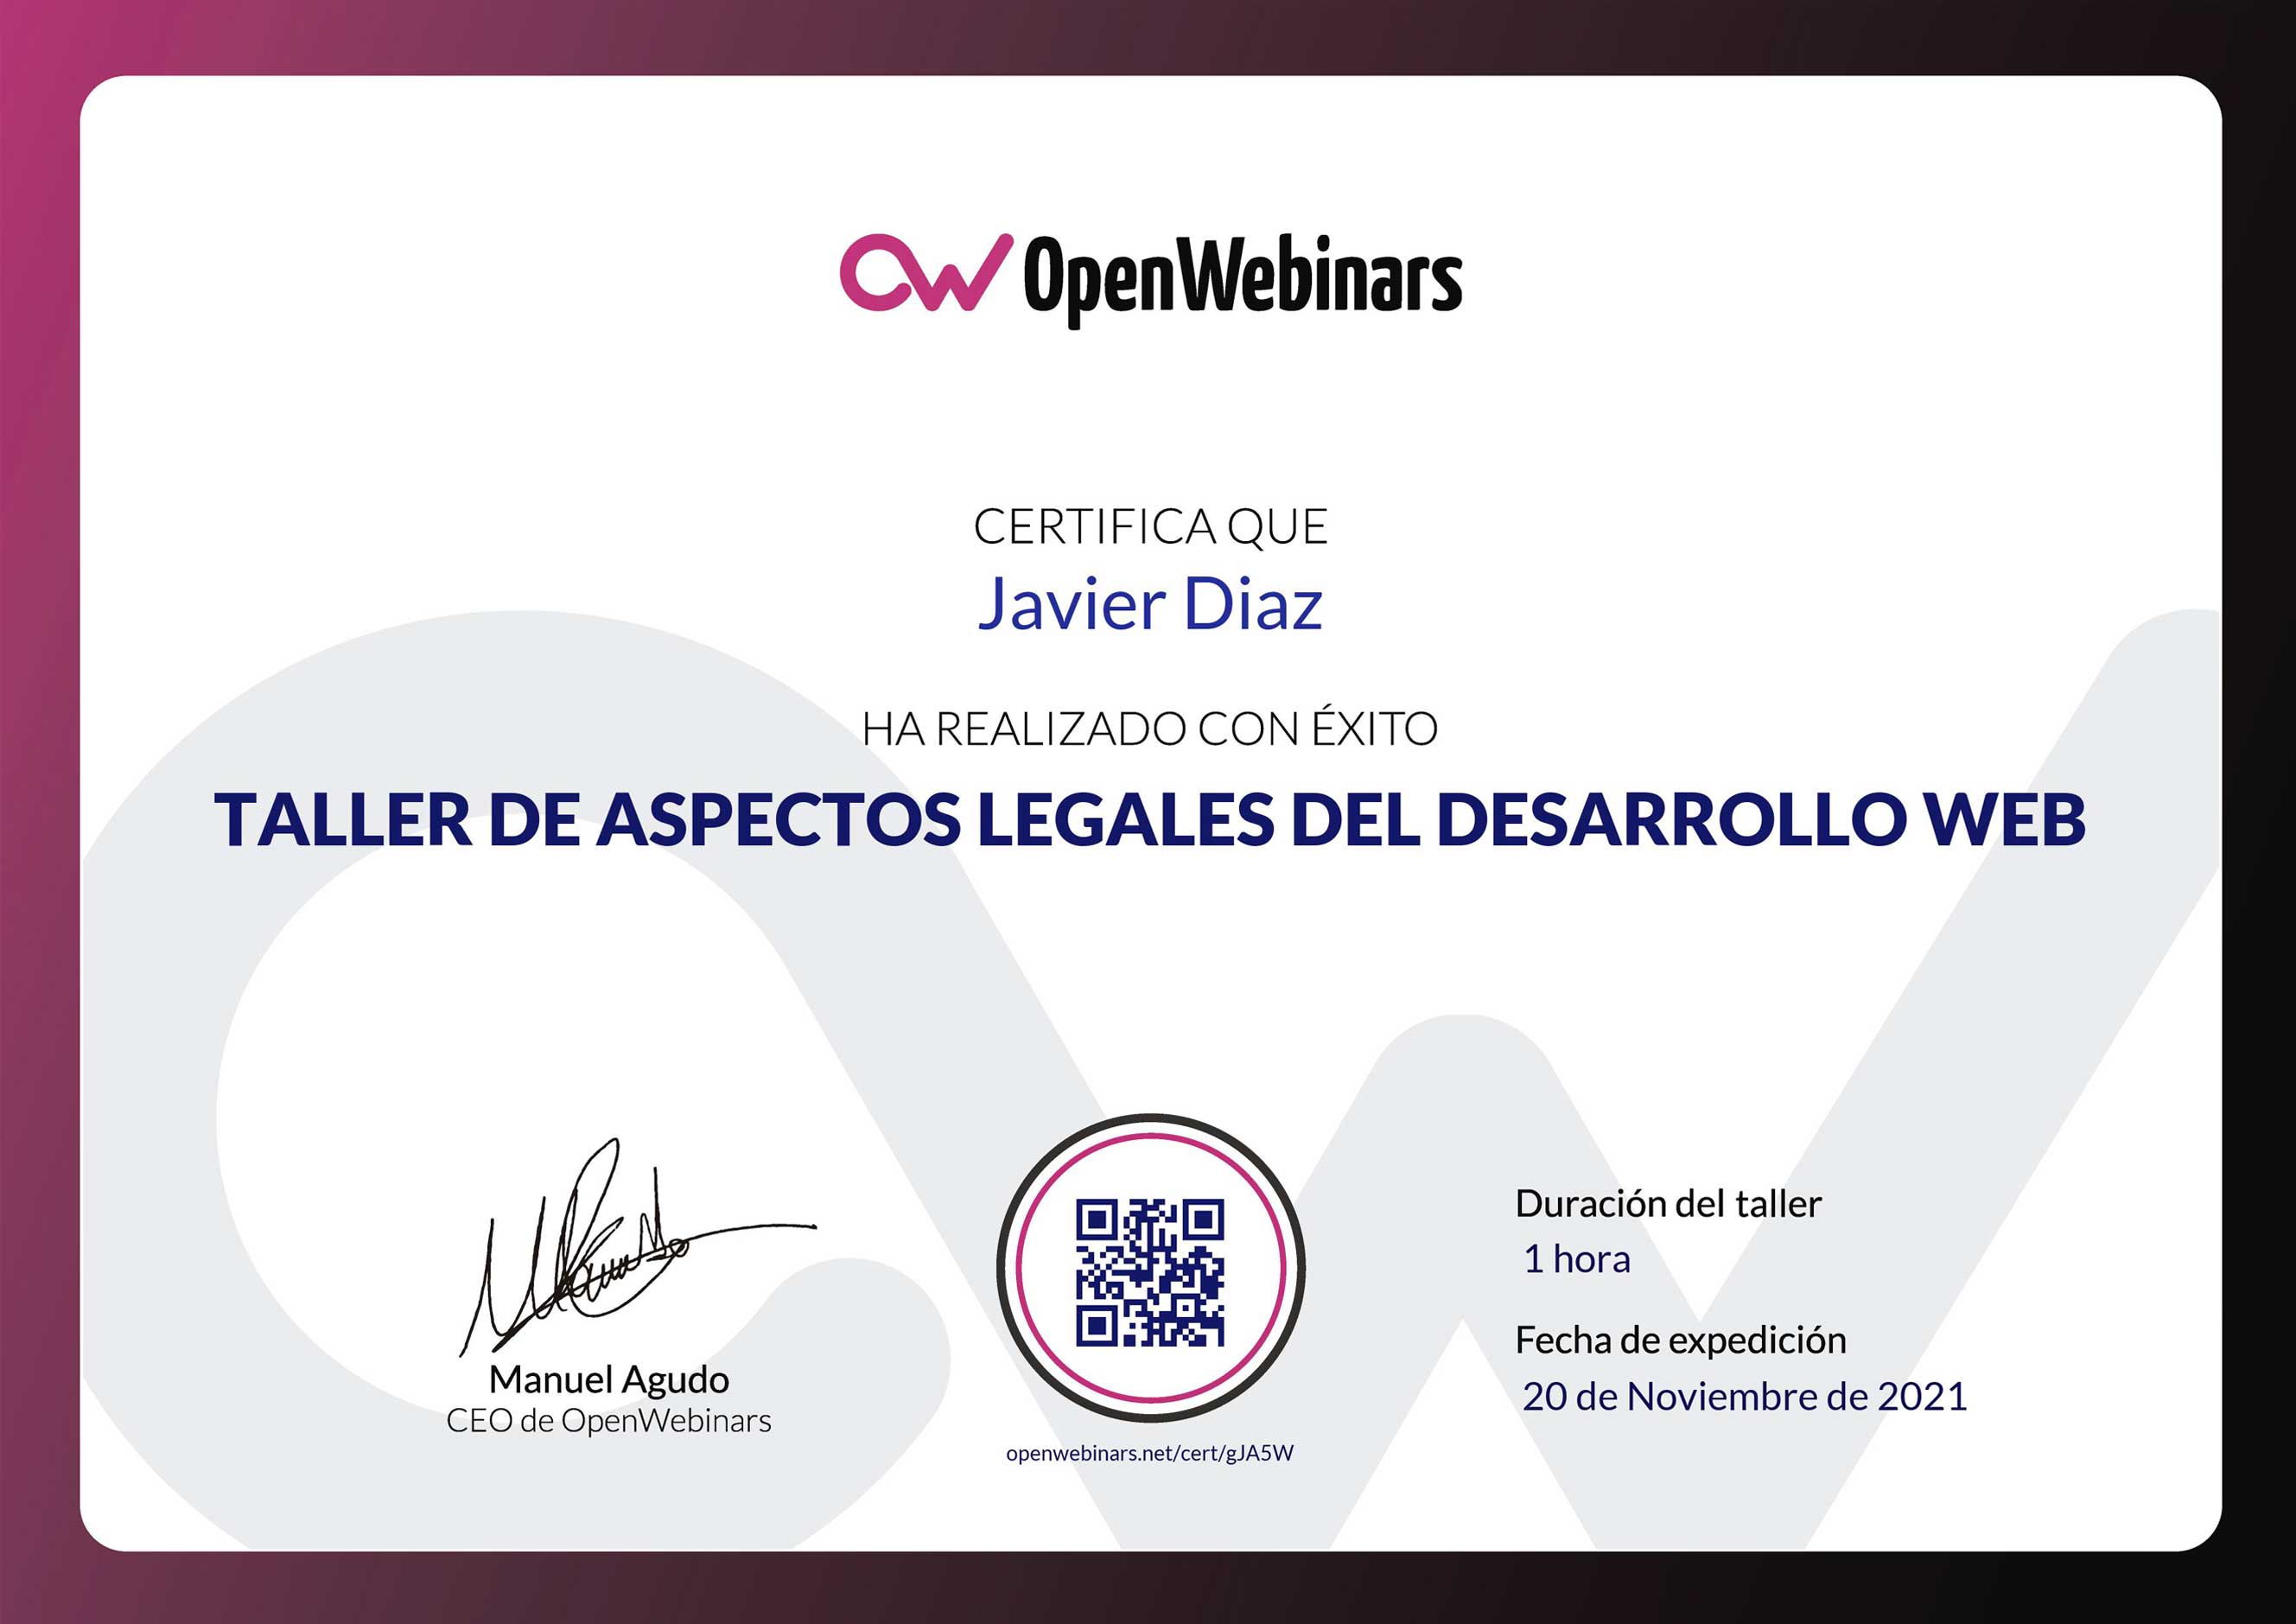 OpenWebinars
CERTIFICA QUE
Javier Diaz
HA REALIZADO CON ÉXITO
TALLER DE ASPECTOS LEGALES DEL DESARROLLO WEB
Manuel Agudo
CEO de OpenWebinars
openwebinars.net/cert/gJA5W
Duración del taller
1 hora
Fecha de expedición
20 de Noviembre de 2021